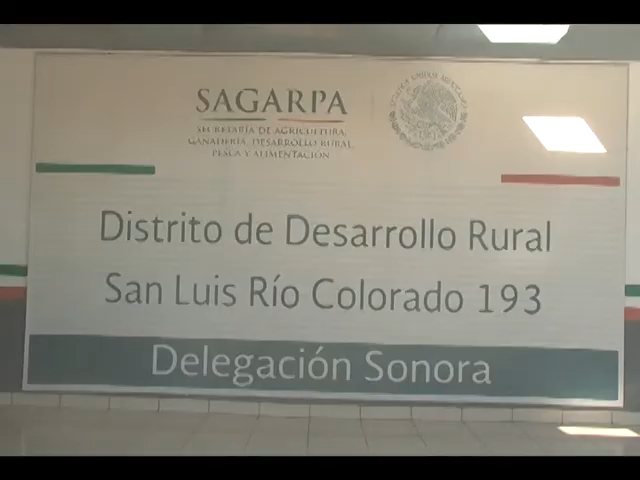 SAGARPA
SECRETARÍA DE AGRICULTURA,
GANADERÍA, DESARROLLO RURAL,
PESCA Y ALIMENTACIÓN
Distrito de Desarrollo Rural
San Luis Río Colorado 193
Delegación Sonora